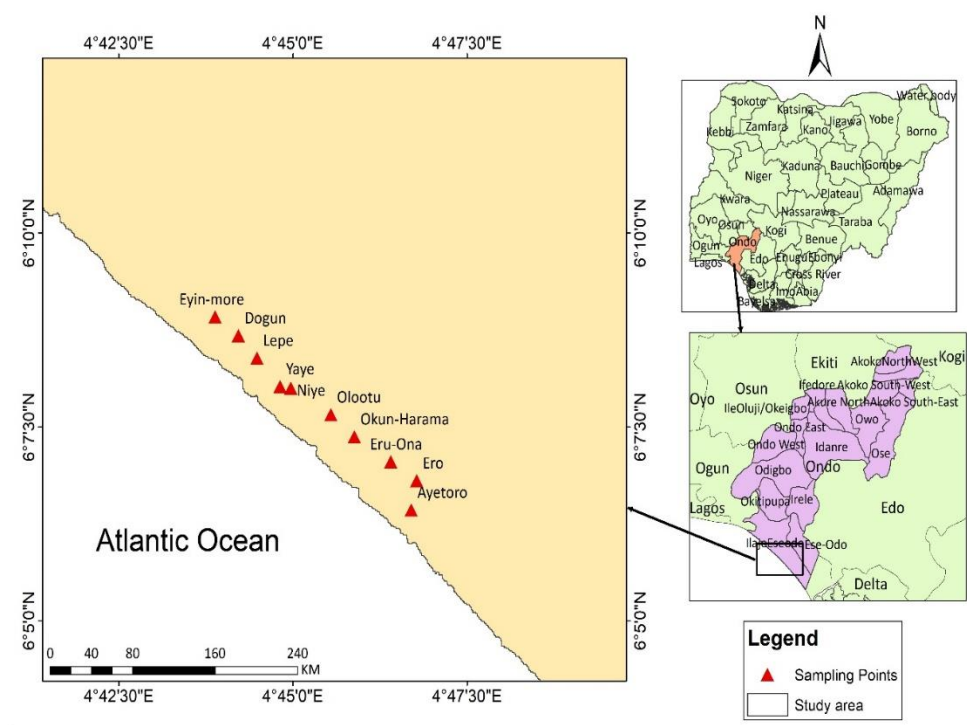 4°42'30"E 4°45'0"E 4°47'30"E
6°10'0"N 6°10'0"N
Eyin-more
Dogun
Lepe
Yaye
Niye
Olootu
Okun-Harama
6°7'30"N 6°7'30"N
Eru-Ona
Ero
Ayetoro
Atlantic Ocean
6°5'0"N 6°5'0"N
0 40 80 160 240
KM
4°42'30"E 4°45'0"E 4°47'30"E
N
Water body
Sokoto
Katsina
Jigawa
Yobe
Kebbi
Zamfara
Kano
Borno
Kaduna
Bauchi
Gombe
Niger
Plateau
Adamawa
Kwara
Nassarawa
Taraba
Oyo
Osun
Kogi
Ogun
Ondo
Benue
Lagos
Edo
Enugu
Ebonyi
Cross River
Delta
Imo
Abia
Bayelsa
Ekiti
AkokoNorthWest
Kogi
Osun
Ifedore
Akoko South-West
Oyo
IleOluji/Okeigbo
Akure North
Akoko South-East
Ondo East
Owo
Ondo West
Idanre
Ose
Ogun
Odigbo
Ondo
Okitipupa
Irele
Edo
Lagos
Ilaje
Eseodo
Ese-Odo
Delta
Legend
Sampling Points
Study area